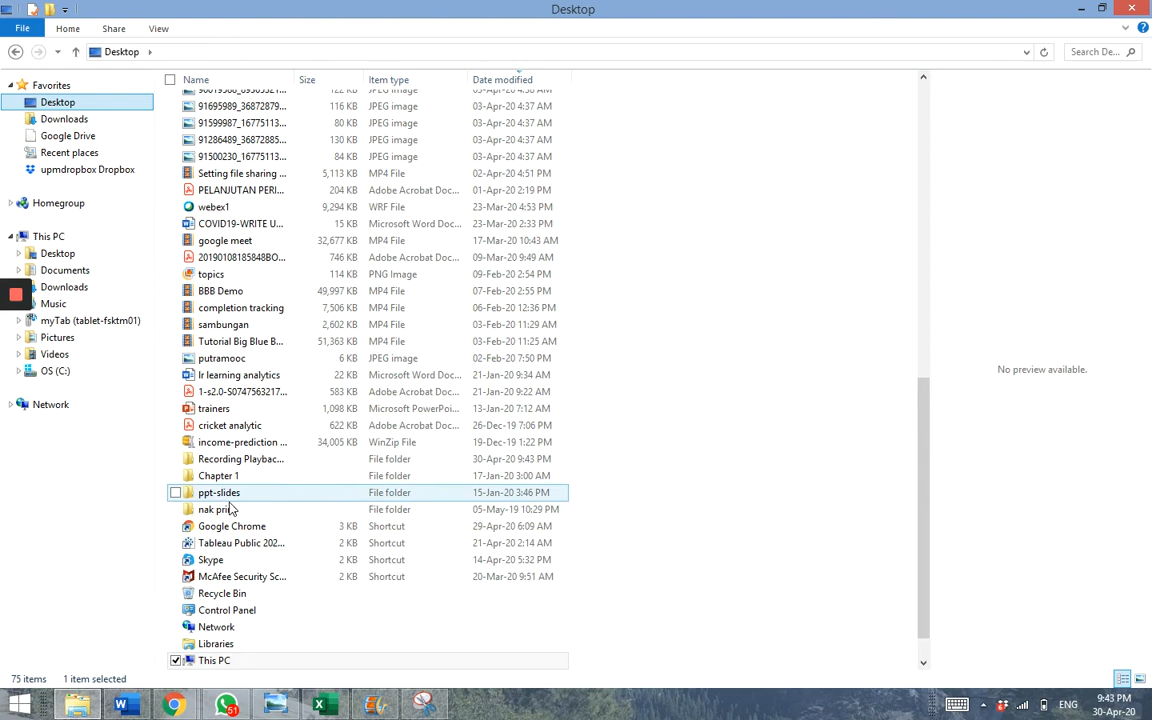 Desktop
File Home Share View
Desktop
Search De...
Favorites
Desktop
Downloads
Google Drive
Recent places
upmdropbox Dropbox
Homegroup
This PC
Desktop
Documents
Downloads
Music
myTab (tablet-fsktm01)
Pictures
Videos
OS (C:)
Network
Name Size Item type Date modified
122 KB JPEG image 03-Apr-20 4:37 AM
91695989_36872879... 116 KB JPEG image 03-Apr-20 4:37 AM
91599987_16775113... 80 KB JPEG image 03-Apr-20 4:37 AM
91286489_36872885... 130 KB JPEG image 03-Apr-20 4:37 AM
91500230_16775113... 84 KB JPEG image 03-Apr-20 4:37 AM
Setting file sharing ... 5,113 KB MP4 File 02-Apr-20 4:51 PM
PELANJUTAN PERI... 204 KB Adobe Acrobat Doc... 01-Apr-20 2:19 PM
webex1 9,294 KB WRF File 23-Mar-20 4:53 PM
COVID19-WRITE U... 15 KB Microsoft Word Doc... 23-Mar-20 2:33 PM
google meet 32,677 KB MP4 File 17-Mar-20 10:43 AM
20190108185848BO... 746 KB Adobe Acrobat Doc... 09-Mar-20 9:49 AM
topics 114 KB PNG Image 09-Feb-20 2:54 PM
BBB Demo 49,997 KB MP4 File 07-Feb-20 2:55 PM
completion tracking 7,506 KB MP4 File 06-Feb-20 12:36 PM
sambungan 2,602 KB MP4 File 03-Feb-20 11:29 AM
Tutorial Big Blue B... 51,363 KB MP4 File 03-Feb-20 11:25 AM
putramooc 6 KB JPEG image 02-Feb-20 7:50 PM
lr learning analytics 22 KB Microsoft Word Doc... 21-Jan-20 9:34 AM
1-s2.0-S0747563217... 583 KB Adobe Acrobat Doc... 21-Jan-20 9:22 AM
trainers 1,098 KB Microsoft PowerPoi... 13-Jan-20 7:12 AM
cricket analytic 622 KB Adobe Acrobat Doc... 26-Dec-19 7:06 PM
income-prediction ... 34,005 KB WinZip File 19-Dec-19 1:22 PM
Recording Playbac... File folder 30-Apr-20 9:43 PM
Chapter 1 File folder 17-Jan-20 3:00 AM
ppt-slides File folder 15-Jan-20 3:46 PM
nak File folder 05-May-19 10:29 PM
Google Chrome 3 KB Shortcut 29-Apr-20 6:09 AM
Tableau Public 202... 2 KB Shortcut 21-Apr-20 2:14 AM
Skype 2 KB Shortcut 14-Apr-20 5:32 PM
McAfee Security Sc... 2 KB Shortcut 20-Mar-20 9:51 AM
Recycle Bin
Control Panel
Network
Libraries
This PC
No preview available.
75 items 1 item selected
51
ENG
9:43 PM
30-Apr-20